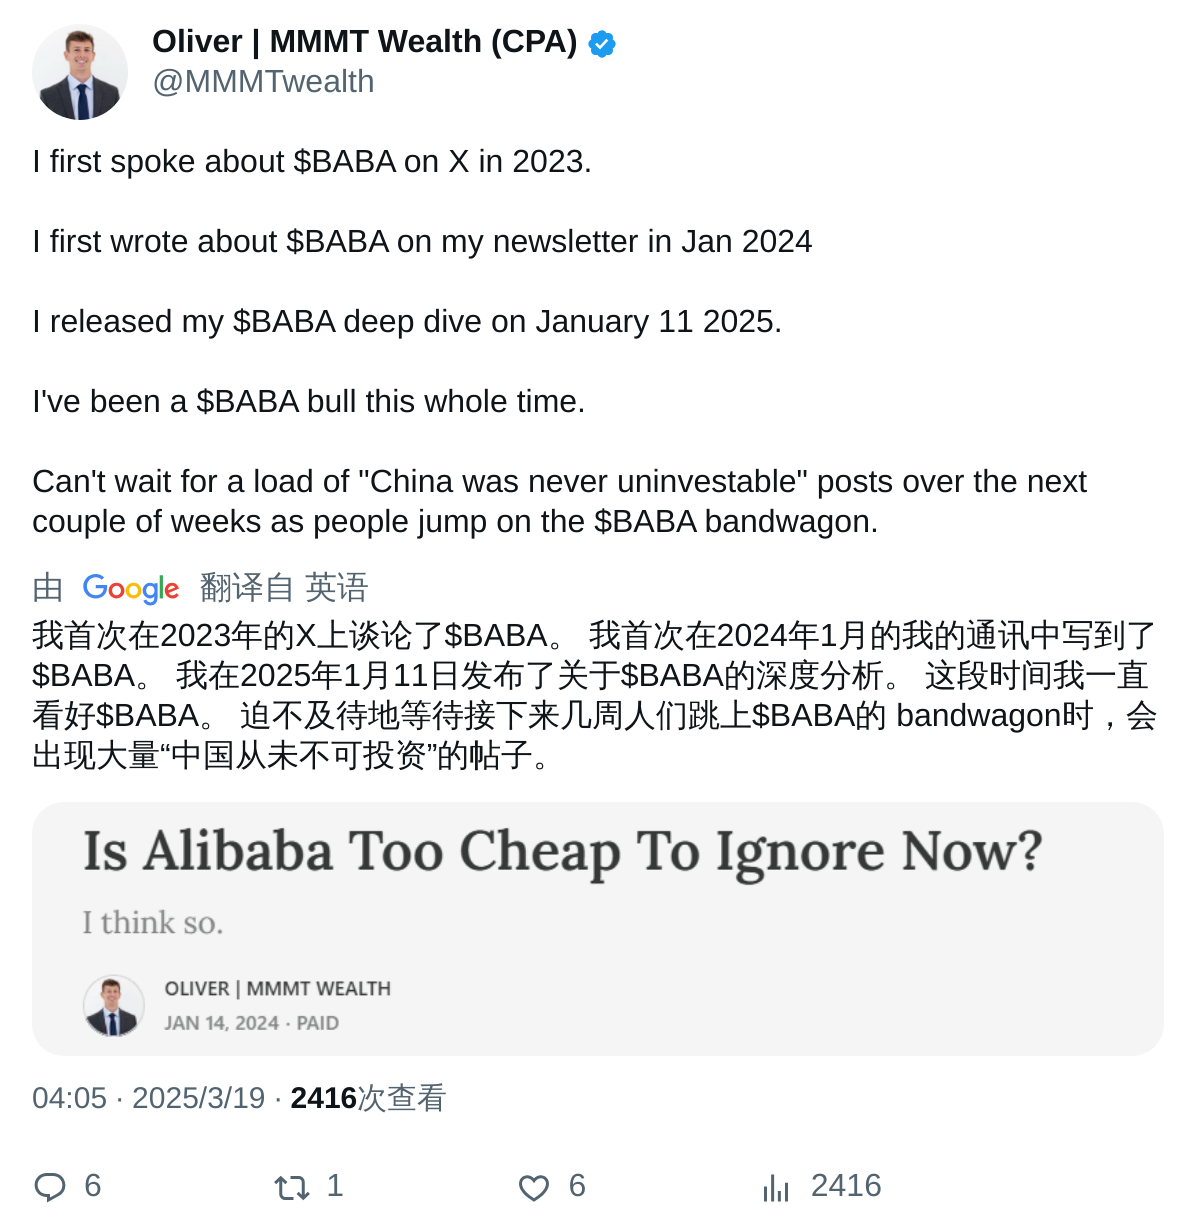 Oliver | MMMT Wealth (CPA)
@MMMTwealth
I first spoke about $BABA on X in 2023.
I first wrote about $BABA on my newsletter in Jan 2024
I released my $BABA deep dive on January 11 2025.
I've been a $BABA bull this whole time.
Can't wait for a load of "China was never uninvestable" posts over the next
couple of weeks as people jump on the $BABA bandwagon.
由 Google 翻译自 英语
我首次在2023年的X上谈论了$BABA。 我首次在2024年1月的我的通讯中写到了
$BABA。 我在2025年1月11日发布了关于$BABA的深度分析。 这段时间我一直
看好$BABA。 迫不及待地等待接下来几周人们跳上$BABA的 bandwagon时，会
出现大量“中国从未不可投资”的帖子。
Is Alibaba Too Cheap To Ignore Now?
I think so.
OLIVER | MMMT WEALTH
JAN 14, 2024 · PAID
04:05 · 2025/3/19 · 2416次查看
6 1 6 2416